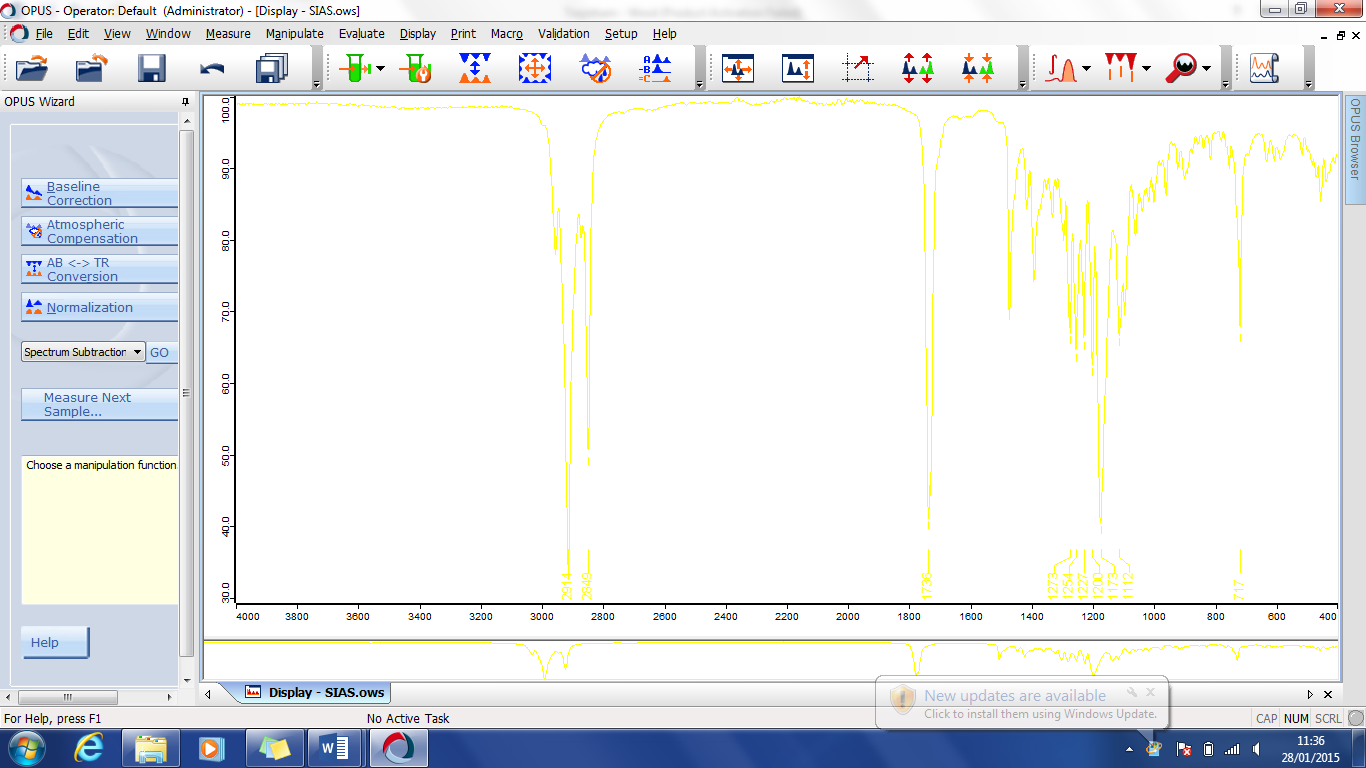 OPUS - Operator: Default (Administrator) - [Display - SIAS.ows]
File Edit View Window Measure Manipulate Evaluate Display Print Macro Validation Setup Help
OPUS Wizard
Baseline
Correction
Atmospheric
Compensation
AB <-> TR
Conversion
Normalization
Spectrum Subtraction GO
Measure Next
Sample...
Choose a manipulation function
Help
100.0
90.0
80.0
70.0
60.0
50.0
40.0
30.0
2914
2849
1736
1273
1254
1227
1200
1173
1112
717
4000 3800 3600 3400 3200 3000 2800 2600 2400 2200 2000 1800 1600 1400 1200 1000 800 600 400
OPUS Browser
Display - SIAS.ows
New updates are available
Click to install them using Windows Update.
For Help, press F1
No Active Task
CAP NUM SCRL
11:36
28/01/2015